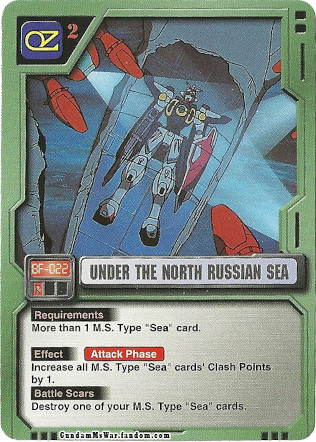 OZ 2
BF-022
UNDER THE NORTH RUSSIAN SEA
Requirements
More than 1 M.S. Type "Sea" card.
Effect Attack Phase
Increase all M.S. Type "Sea" cards' Clash Points
by 1.
Battle Scars
Destroy one of your M.S. Type "Sea" cards.
GundamMsWar.fandom.com